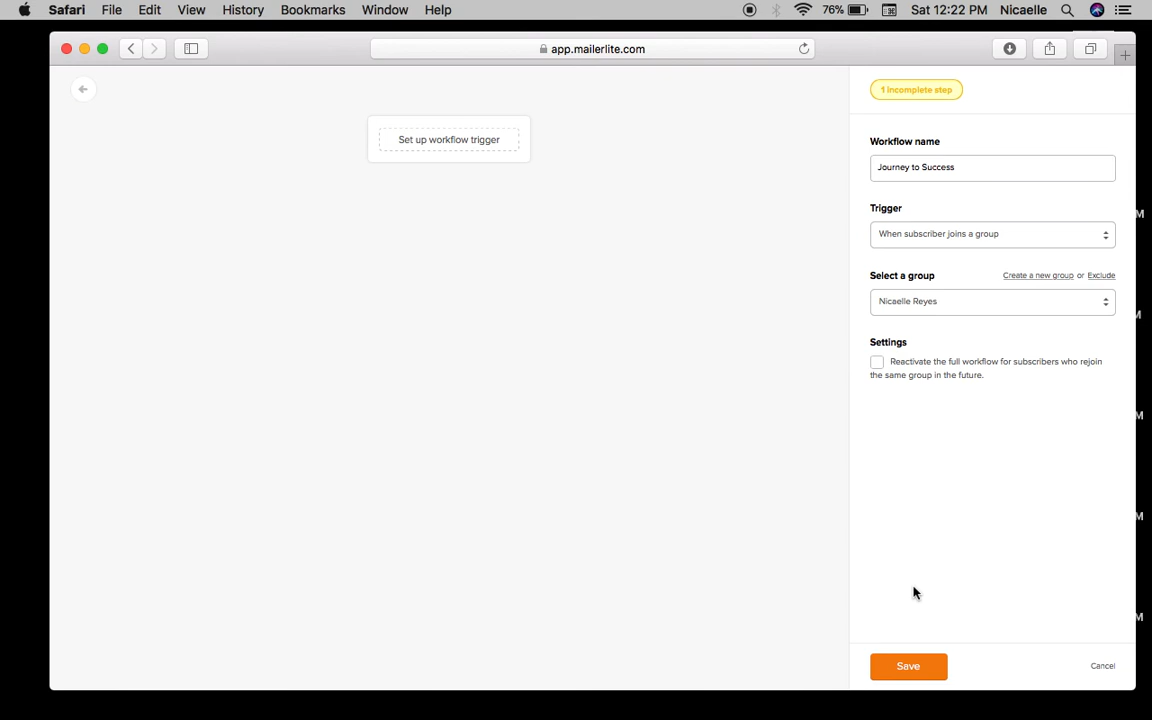 Safari File Edit View History Bookmarks Window Help 76% Sat 12:22 PM Nicaelle
app.mailerlite.com
1 incomplete step
Set up workflow trigger
Workflow name
Journey to Success
Trigger
When subscriber joins a group
Select a group Create a new group or Exclude
Nicaelle Reyes
Settings
Reactivate the full workflow for subscribers who rejoin
the same group in the future.
Save Cancel
M
M
M
M
M